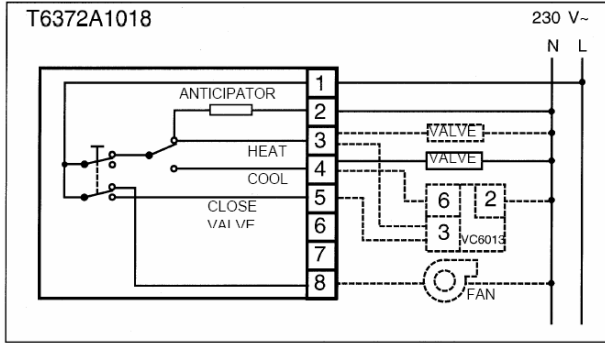 T6372A1018
230 V~
N L
1
ANTICIPATOR
2
3
VALVE
HEAT
VALVE
4
COOL
5
CLOSE
VALVE
6 2
3 VC6013
6
7
8
FAN